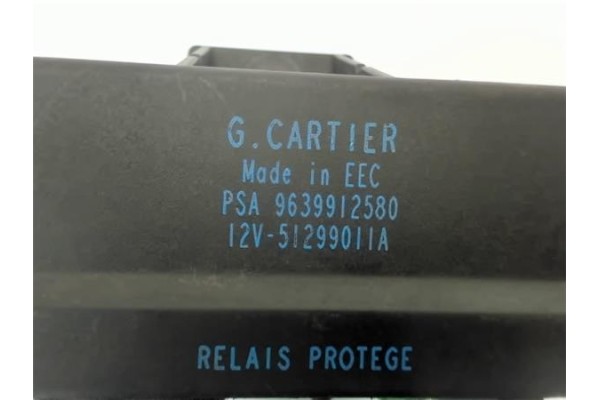 G.CARTIER
Made in EEC
PSA 9639912580
12V-51299011A
RELAIS PROTEGE